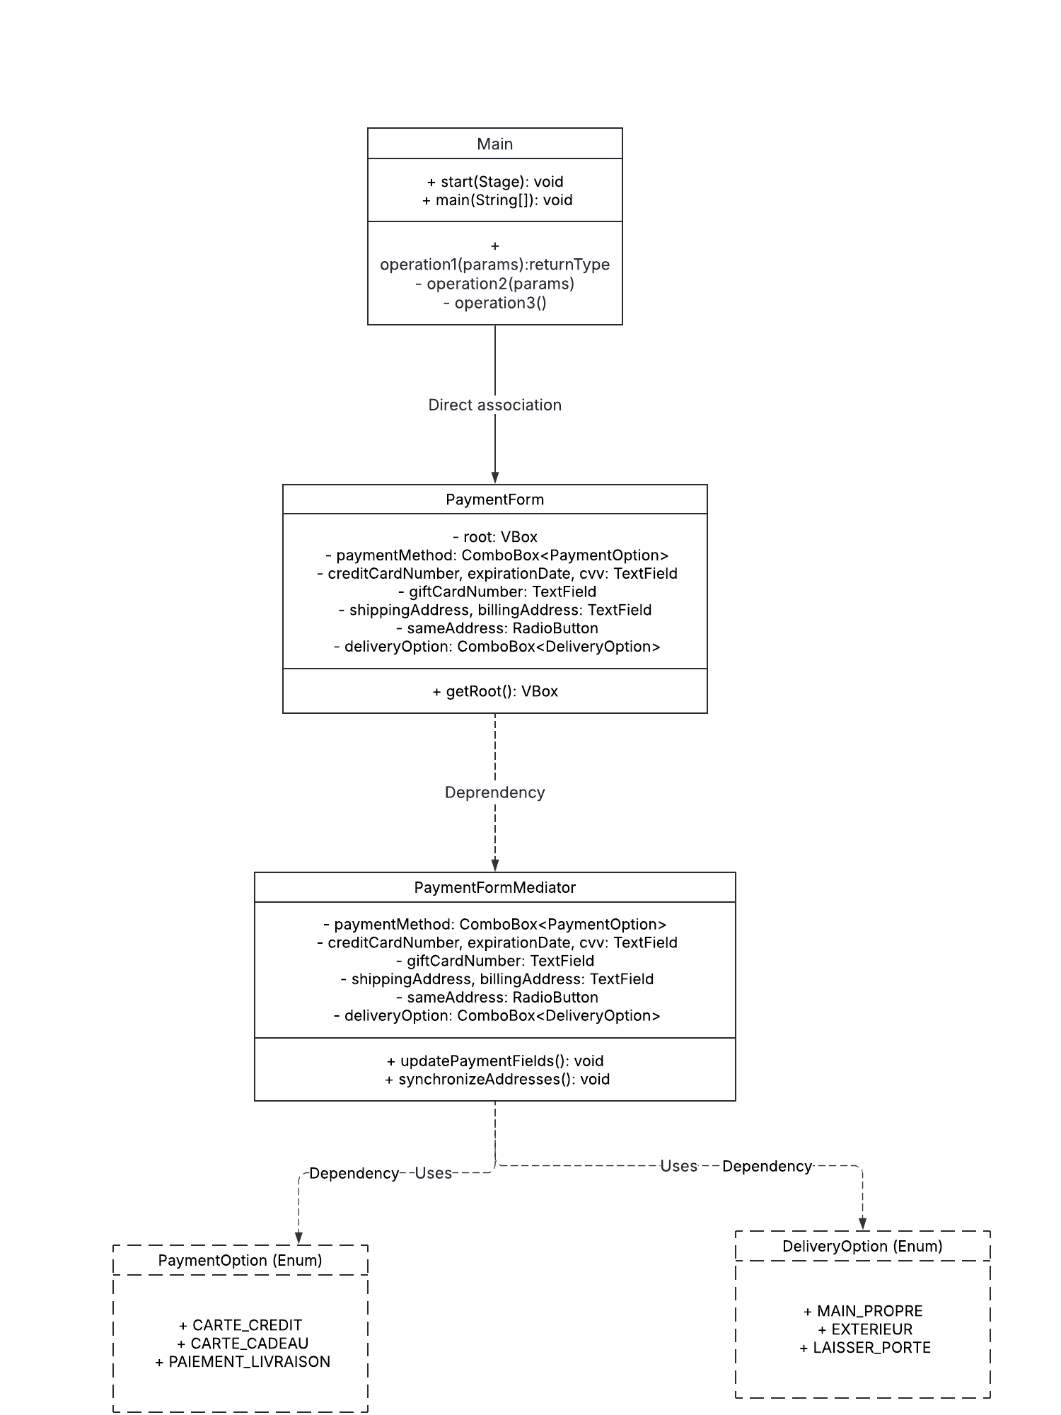 Main
+ start(Stage): void
+ main(String[]): void
+
operation1(params):returnType
- operation2(params)
- operation3()
Direct association
PaymentForm
- root: VBox
- paymentMethod: ComboBox<PaymentOption>
- creditCardNumber, expirationDate, cvv: TextField
- giftCardNumber: TextField
- shippingAddress, billingAddress: TextField
- sameAddress: RadioButton
- deliveryOption: ComboBox<DeliveryOption>
+ getRoot(): VBox
Deprendency
PaymentFormMediator
- paymentMethod: ComboBox<PaymentOption>
- creditCardNumber, expirationDate, cvv: TextField
- giftCardNumber: TextField
- shippingAddress, billingAddress: TextField
- sameAddress: RadioButton
- deliveryOption: ComboBox<DeliveryOption>
+ updatePaymentFields(): void
+ synchronizeAddresses(): void
Dependency Uses
Uses Dependency
PaymentOption (Enum)
+ CARTE_CREDIT
+ CARTE_CADEAU
+ PAIEMENT_LIVRAISON
DeliveryOption (Enum)
+ MAIN_PROPRE
+ EXTERIEUR
+ LAISSER_PORTE